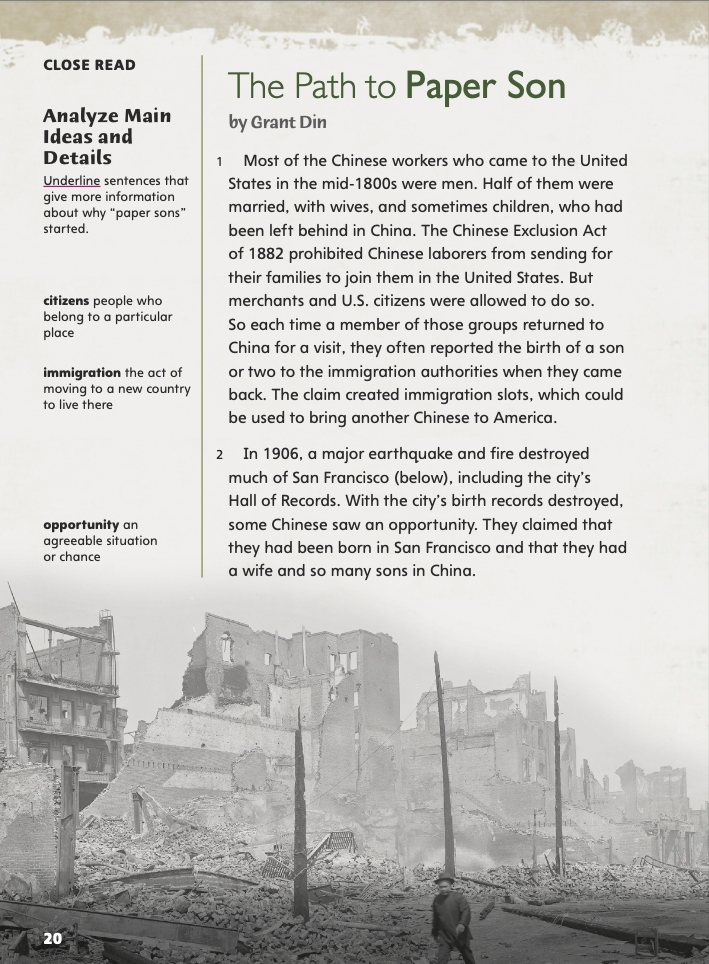 CLOSE READ
Analyze Main
Ideas and
Details
Underline sentences that
give more information
about why “paper sons”
started.
citizens people who
belong to a particular
place
immigration the act of
moving to a new country
to live there
opportunity an
agreeable situation
or chance
The Path to Paper Son
by Grant Din
1 Most of the Chinese workers who came to the United
States in the mid-1800s were men. Half of them were
married, with wives, and sometimes children, who had
been left behind in China. The Chinese Exclusion Act
of 1882 prohibited Chinese laborers from sending for
their families to join them in the United States. But
merchants and U.S. citizens were allowed to do so.
So each time a member of those groups returned to
China for a visit, they often reported the birth of a son
or two to the immigration authorities when they came
back. The claim created immigration slots, which could
be used to bring another Chinese to America.
2 In 1906, a major earthquake and fire destroyed
much of San Francisco (below), including the city’s
Hall of Records. With the city’s birth records destroyed,
some Chinese saw an opportunity. They claimed that
they had been born in San Francisco and that they had
a wife and so many sons in China.
20